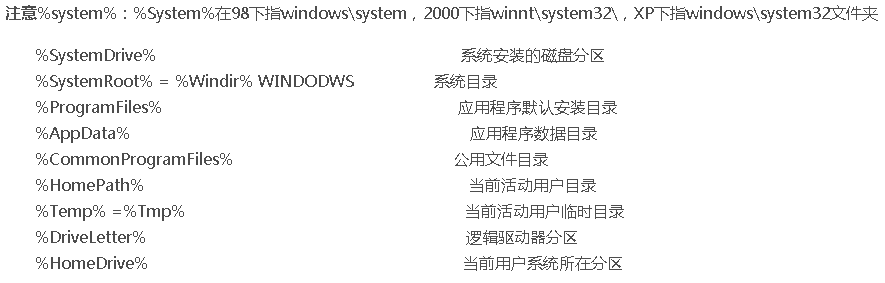 注意%system%：%System%在98下指windows\system，2000下指winnt\system32\，XP下指windows\system32文件夹
%SystemDrive% 系统安装的磁盘分区
%SystemRoot% = %Windir% WINDODWS 系统目录
%ProgramFiles% 应用程序默认安装目录
%AppData% 应用程序数据目录
%CommonProgramFiles% 公用文件目录
%HomePath% 当前活动用户目录
%Temp% =%Tmp% 当前活动用户临时目录
%DriveLetter% 逻辑驱动器分区
%HomeDrive% 当前用户系统所在分区